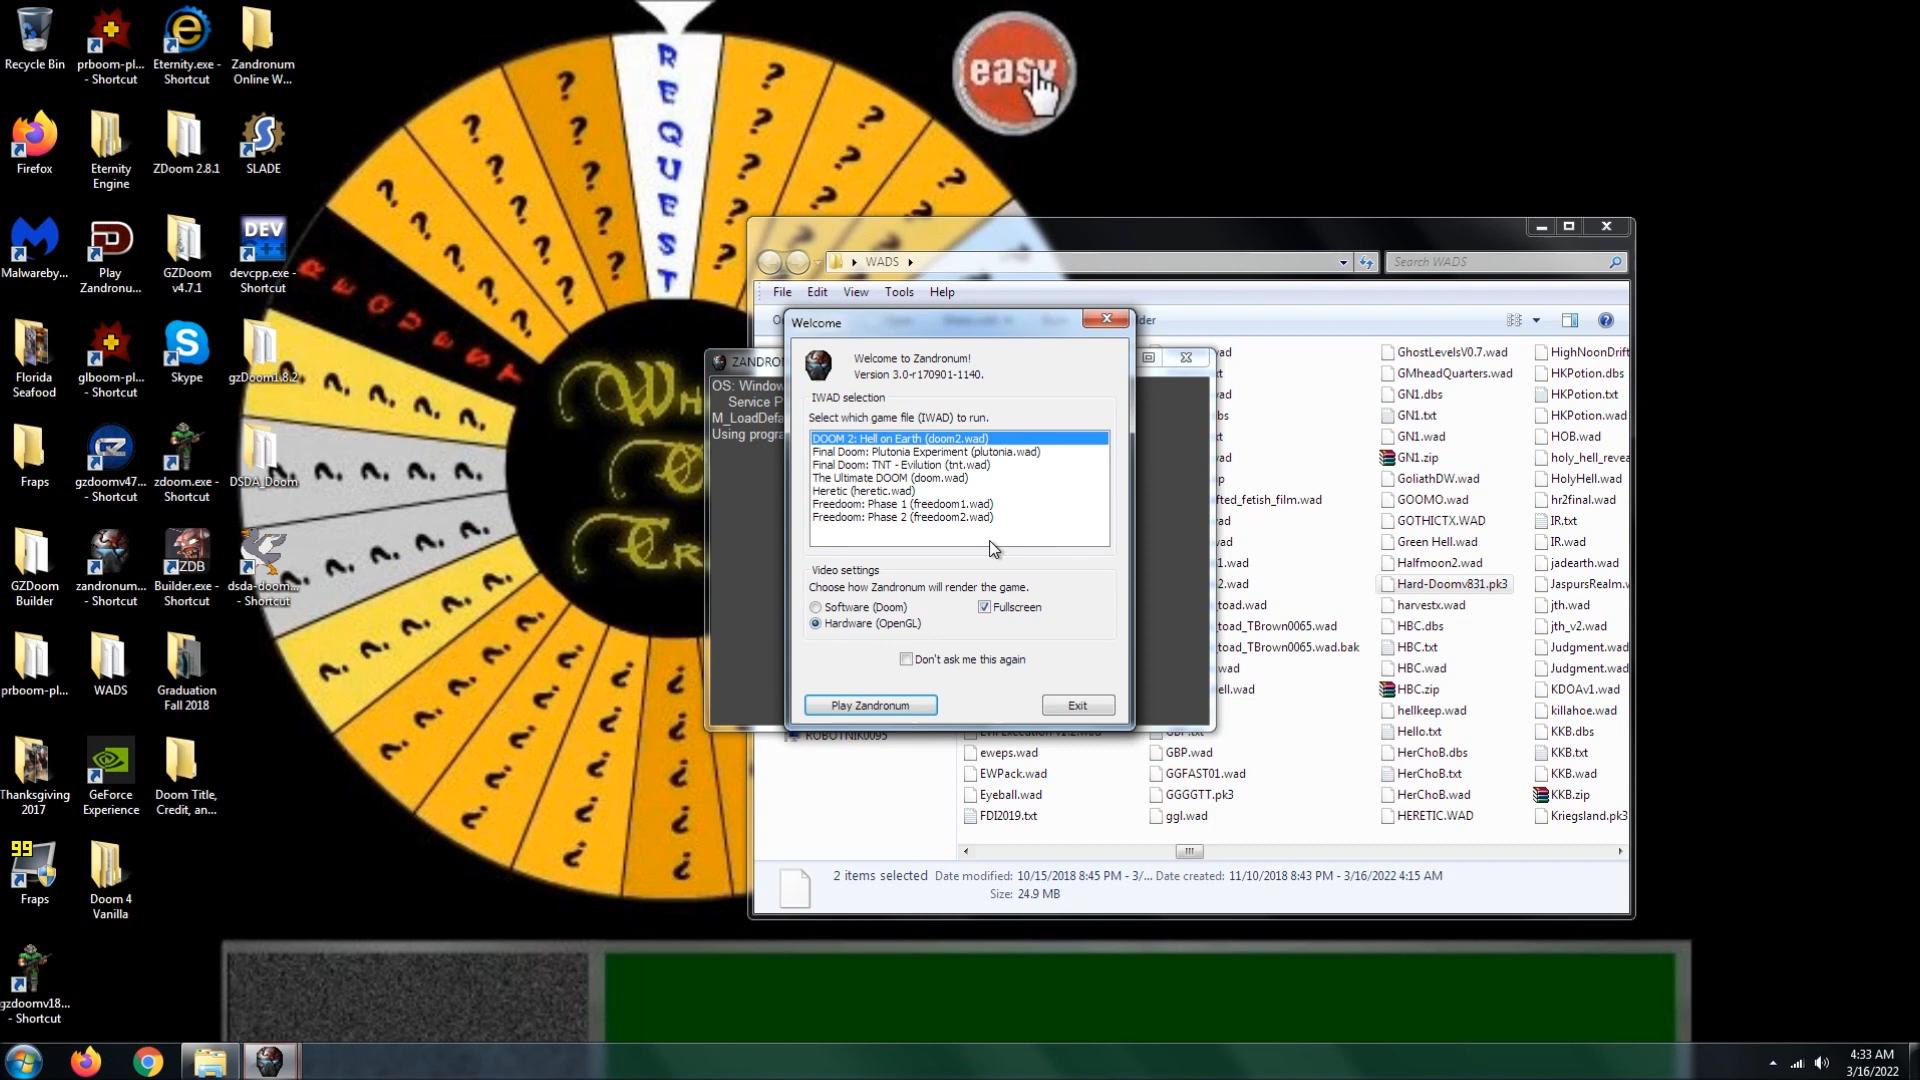 Recycle Bin
prboom-pl... - Shortcut
Eternity.exe - Shortcut
Zandronum Online W...
Firefox
Eternity Engine
ZDoom 2.8.1
SLADE
Malwareby...
Play Zandronu...
GZDoom v4.7.1
devcpp.exe - Shortcut
DEV
Florida Seafood
glboom-pl... - Shortcut
Skype
gzDoom1.8.2
Fraps
gzdoomv47... - Shortcut
zdoom.exe - Shortcut
DSDA_Doom
GZDoom Builder
zandronum... - Shortcut
ZDB
Builder.exe - Shortcut
dsda-doom... - Shortcut
prboom-pl...
WADS
Graduation Fall 2018
Thanksgiving 2017
GeForce Experience
Doom Title, Credit, an...
99
Fraps
Doom 4 Vanilla
gzdoomv18... - Shortcut
REQUEST
REQUEST
easy
WADS
Search WADS
File Edit View Tools Help
Welcome
Welcome to Zandronum!
Version 3.0-r170901-1140.
IWAD selection
Select which game file (IWAD) to run.
DOOM 2: Hell on Earth (doom2.wad)
Final Doom: Plutonia Experiment (plutonia.wad)
Final Doom: TNT - Evilution (tnt.wad)
The Ultimate DOOM (doom.wad)
Heretic (heretic.wad)
Freedoom: Phase 1 (freedoom1.wad)
Freedoom: Phase 2 (freedoom2.wad)
Video settings
Choose how Zandronum will render the game.
Software (Doom)
Fullscreen
Hardware (OpenGL)
Don't ask me this again
Play Zandronum
Exit
ZANDRON
OS: Window
Service P
M_LoadDefa
Using progra
ROBOTNIK0095
eweps.wad
EWPack.wad
Eyeball.wad
FDI2019.txt
fted_fetish_film.wad
toad.wad
toad_TBrown0065.wad
toad_TBrown0065.wad.bak
ell.wad
GBP.wad
GGFAST01.wad
GGGGTT.pk3
ggl.wad
GhostLevelsV0.7.wad
GMheadQuarters.wad
GN1.dbs
GN1.txt
GN1.wad
GN1.zip
GoliathDW.wad
GOOMO.wad
GOTHICTX.WAD
Green Hell.wad
Halfmoon2.wad
Hard-Doomv831.pk3
harvestx.wad
HBC.dbs
HBC.txt
HBC.wad
HBC.zip
hellkeep.wad
Hello.txt
HerChoB.dbs
HerChoB.txt
HerChoB.wad
HERETIC.WAD
HighNoonDrift
HKPotion.dbs
HKPotion.txt
HKPotion.wad
HOB.wad
holy_hell_revea
HolyHell.wad
hr2final.wad
IR.txt
IR.wad
jadearth.wad
JaspursRealm.w
jth.wad
jth_v2.wad
Judgment.wad
Judgment.wad
KDOAv1.wad
killahoe.wad
KKB.dbs
KKB.txt
KKB.wad
KKB.zip
Kriegsland.pk3
2 items selected Date modified: 10/15/2018 8:45 PM - 3/... Date created: 11/10/2018 8:43 PM - 3/16/2022 4:15 AM
Size: 24.9 MB
4:33 AM
3/16/2022